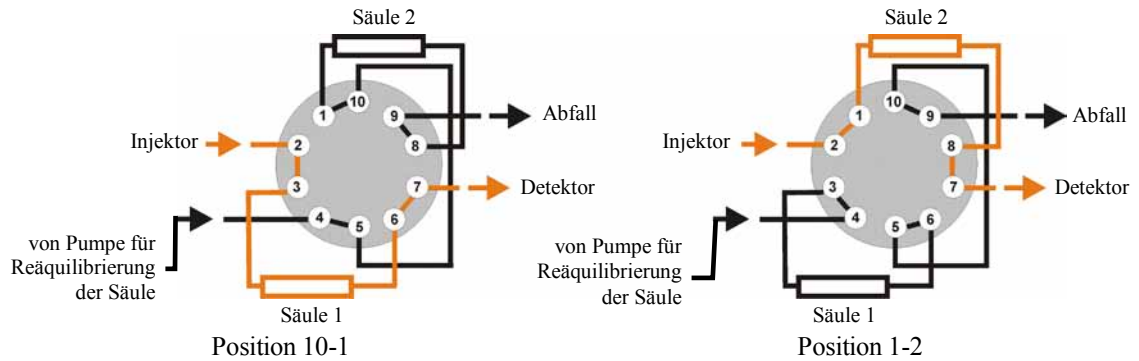 Säule 2
1
10
9
8
2
3
7
6
4
5
Injektor
Abfall
Detektor
von Pumpe für
Reäquilibrierung
der Säule
Säule 1
Position 10-1
Säule 2
1
10
9
8
2
3
7
6
4
5
Injektor
Abfall
Detektor
von Pumpe für
Reäquilibrierung
der Säule
Säule 1
Position 1-2